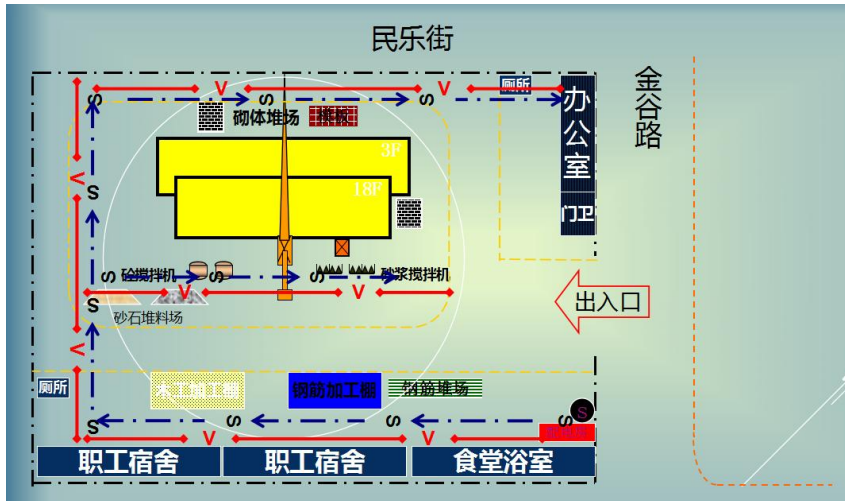 民乐街
金谷路
厕所
办公室
V
V
S
S
S
砌体堆场
模板
3F
18F
门卫
V
S
S
砼搅拌机
S
S
砂浆搅拌机
V
V
出入口
S
砂石堆料场
V
厕所
木工加工棚
钢筋加工棚
钢筋堆场
S
S
S
S
S
V
V
V
职工宿舍
职工宿舍
食堂浴室